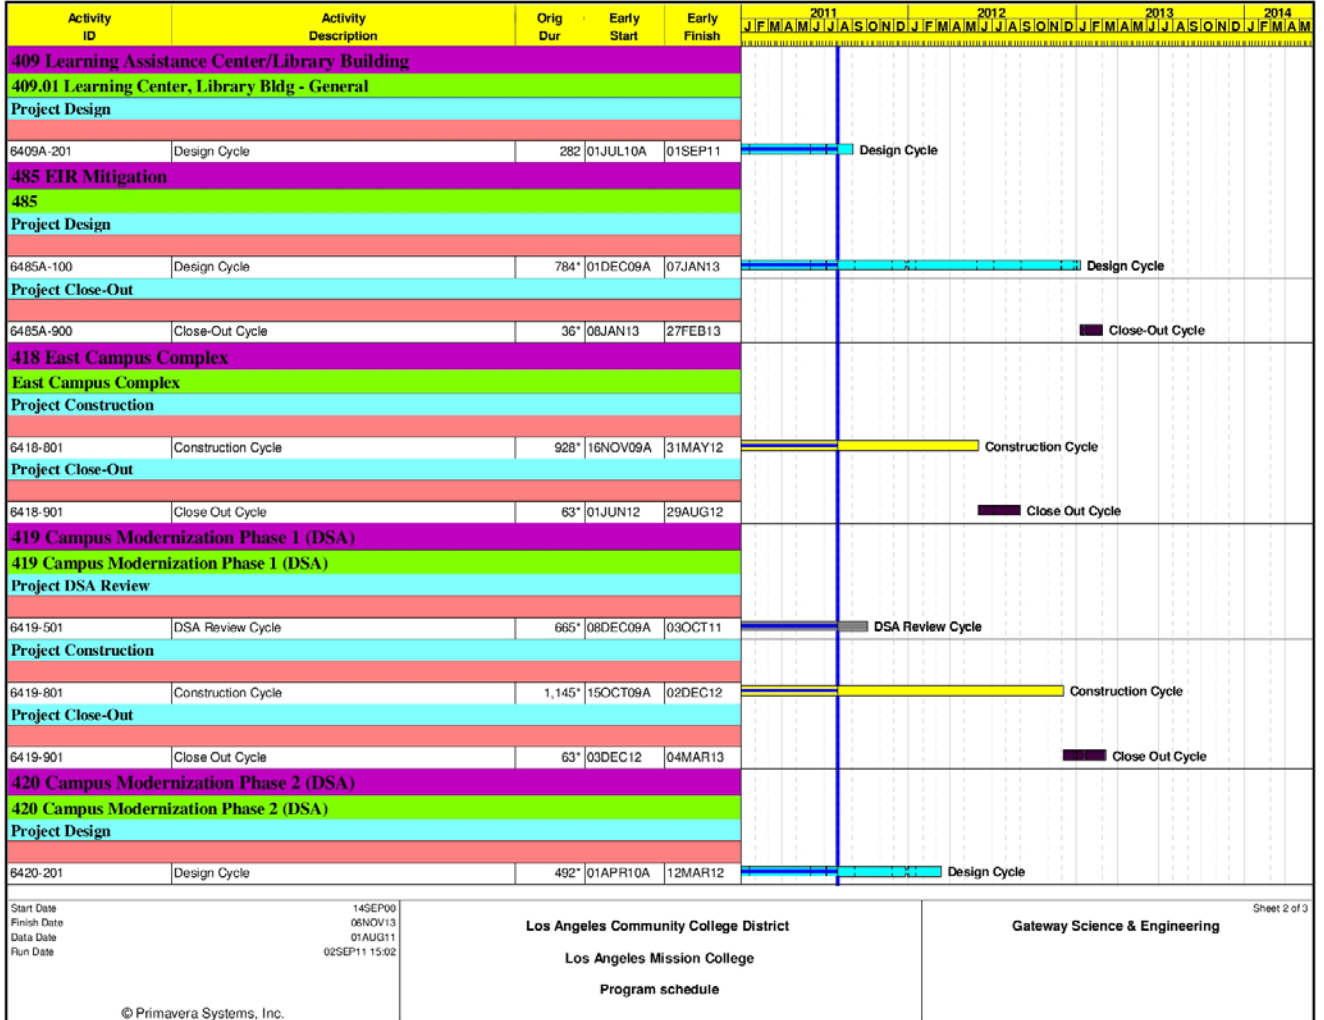 Activity Activity Orig Early Early 2011 2012 2013 2014
ID Description Dur Start Finish J F M A M J J A S O N D J F M A M J J A S O N D J F M A M J J A S O N D J F M A M
409 Learning Assistance Center/Library Building
409.01 Learning Center, Library Bldg - General
Project Design
6409A-201 Design Cycle 282 01JUL10A 01SEP11 Design Cycle
485 EIR Mitigation
485
Project Design
6485A-100 Design Cycle 784* 01DEC09A 07JAN13 Design Cycle
Project Close-Out
6485A-900 Close-Out Cycle 36* 08JAN13 27FEB13 Close-Out Cycle
418 East Campus Complex
East Campus Complex
Project Construction
6418-801 Construction Cycle 928* 16NOV09A 31MAY12 Construction Cycle
Project Close-Out
6418-901 Close Out Cycle 63* 01JUN12 29AUG12 Close Out Cycle
419 Campus Modernization Phase 1 (DSA)
419 Campus Modernization Phase 1 (DSA)
Project DSA Review
6419-501 DSA Review Cycle 665* 08DEC09A 03OCT11 DSA Review Cycle
Project Construction
6419-801 Construction Cycle 1,145* 15OCT09A 02DEC12 Construction Cycle
Project Close-Out
6419-901 Close Out Cycle 63* 03DEC12 04MAR13 Close Out Cycle
420 Campus Modernization Phase 2 (DSA)
420 Campus Modernization Phase 2 (DSA)
Project Design
6420-201 Design Cycle 492* 01APR10A 12MAR12 Design Cycle
Start Date 14SEP00
Finish Date 06NOV13
Data Date 01AUG11
Run Date 02SEP11 15:02
© Primavera Systems, Inc.
Los Angeles Community College District
Los Angeles Mission College
Program schedule
Sheet 2 of 3
Gateway Science & Engineering